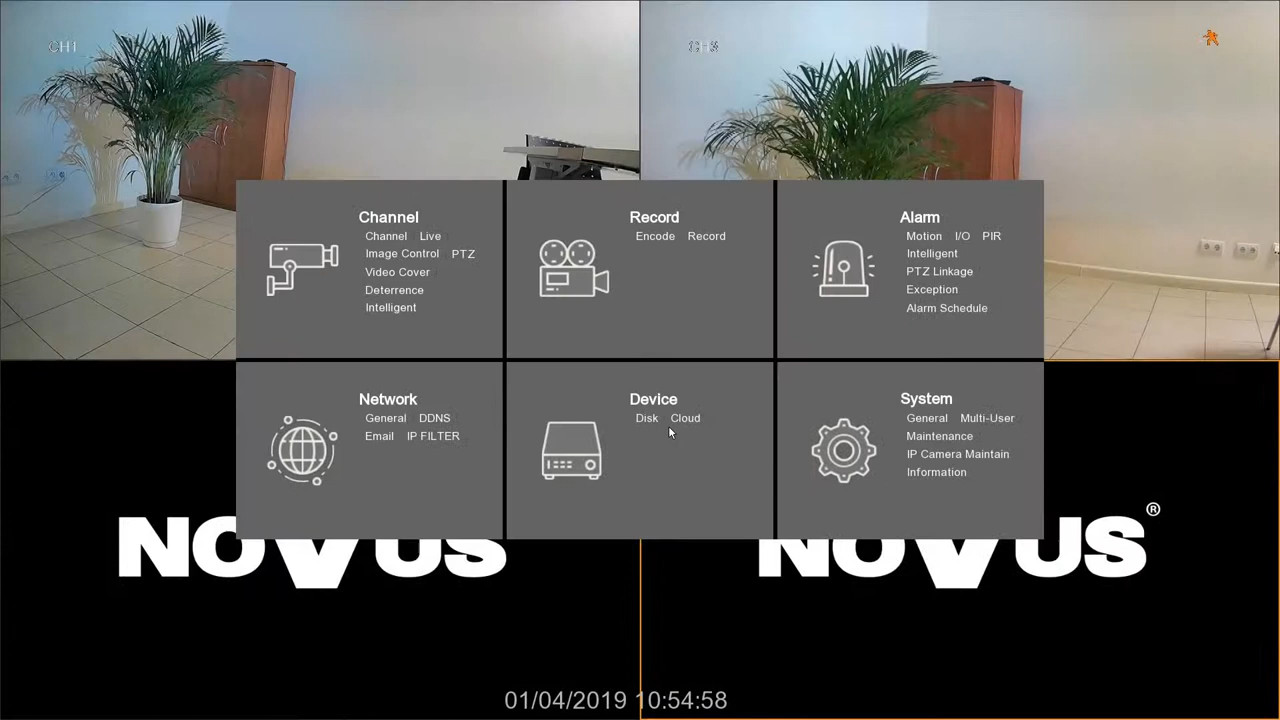 CH1
Channel
Channel Live
Image Control PTZ
Video Cover
Deterrence
Intelligent
Record
Encode Record
Alarm
Motion I/O PIR
Intelligent
PTZ Linkage
Exception
Alarm Schedule
Network
General DDNS
Email IP FILTER
Device
Disk Cloud
System
General Multi-User
Maintenance
IP Camera Maintain
Information
NOVUS
NOVUS®
01/04/2019 10:54:58